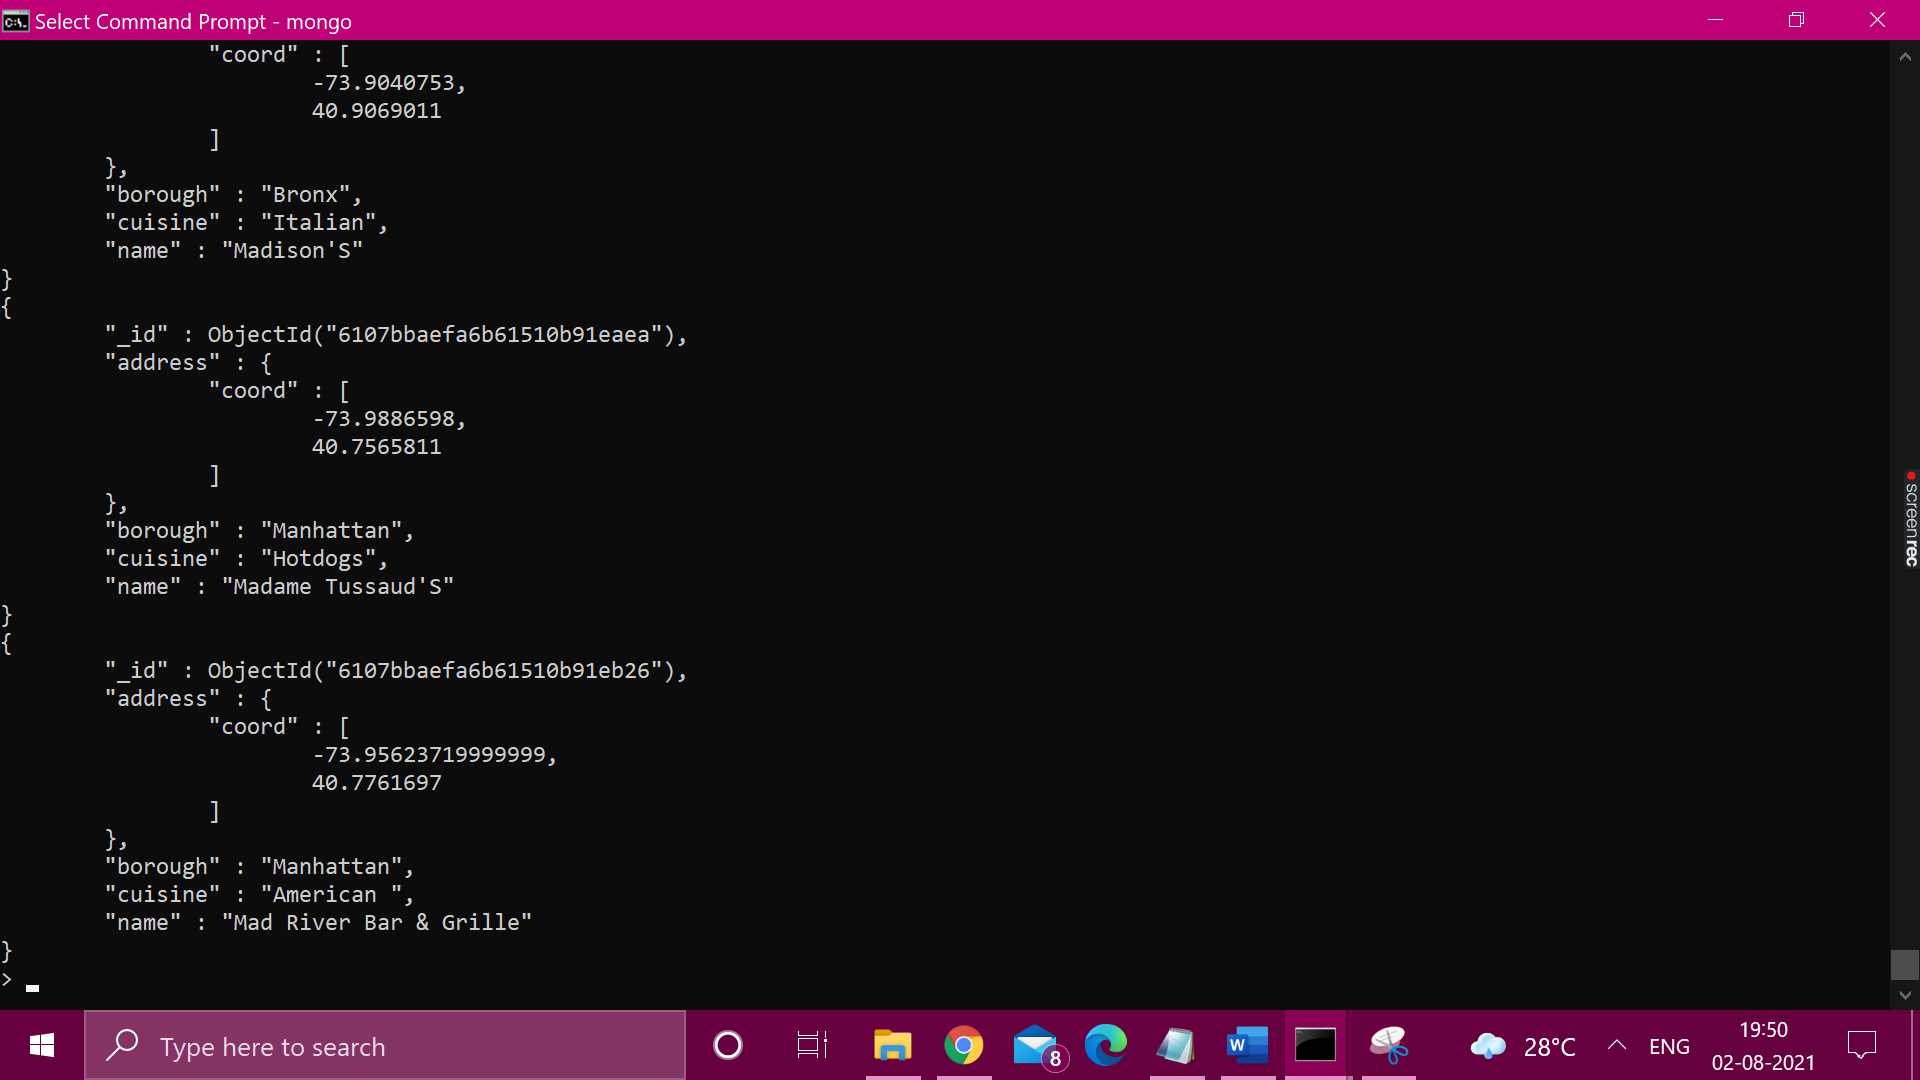 Select Command Prompt - mongo
"coord" : [
-73.9040753,
40.9069011
]
},
"borough" : "Bronx",
"cuisine" : "Italian",
"name" : "Madison'S"
}
{
"_id" : ObjectId("6107bbaefa6b61510b91eaea"),
"address" : {
"coord" : [
-73.9886598,
40.7565811
]
},
"borough" : "Manhattan",
"cuisine" : "Hotdogs",
"name" : "Madame Tussaud'S"
}
{
"_id" : ObjectId("6107bbaefa6b61510b91eb26"),
"address" : {
"coord" : [
-73.95623719999999,
40.7761697
]
},
"borough" : "Manhattan",
"cuisine" : "American ",
"name" : "Mad River Bar & Grille"
}
>
screenrec
Type here to search
8
W
28°C
ENG
19:50
02-08-2021